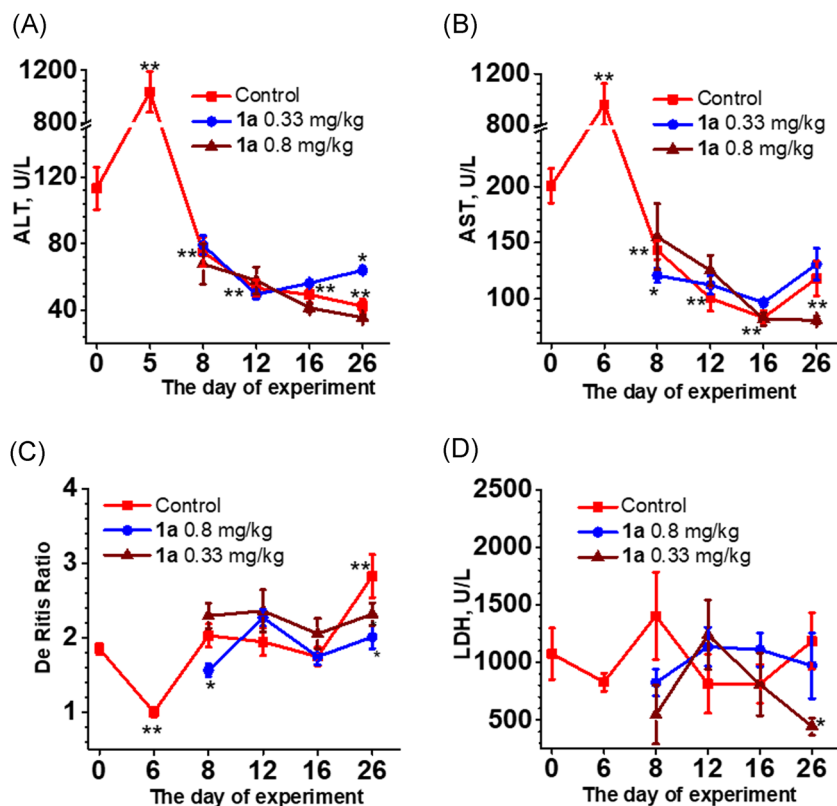 (A)
1200
800
120
80
40
ALT, U/L
**
Control
1a 0.33 mg/kg
1a 0.8 mg/kg
**
**
**
*
**
0 5 8 12 16 26
The day of experiment
(B)
1200
800
200
150
100
AST, U/L
**
Control
1a 0.33 mg/kg
1a 0.8 mg/kg
**
*
**
**
**
0 6 8 12 16 26
The day of experiment
(C)
4
3
2
1
De Ritis Ratio
Control
1a 0.8 mg/kg
1a 0.33 mg/kg
**
*
**
*
0 6 8 12 16 26
The day of experiment
(D)
2500
2000
1500
1000
500
LDH, U/L
Control
1a 0.8 mg/kg
1a 0.33 mg/kg
*
0 6 8 12 16 26
The day of experiment